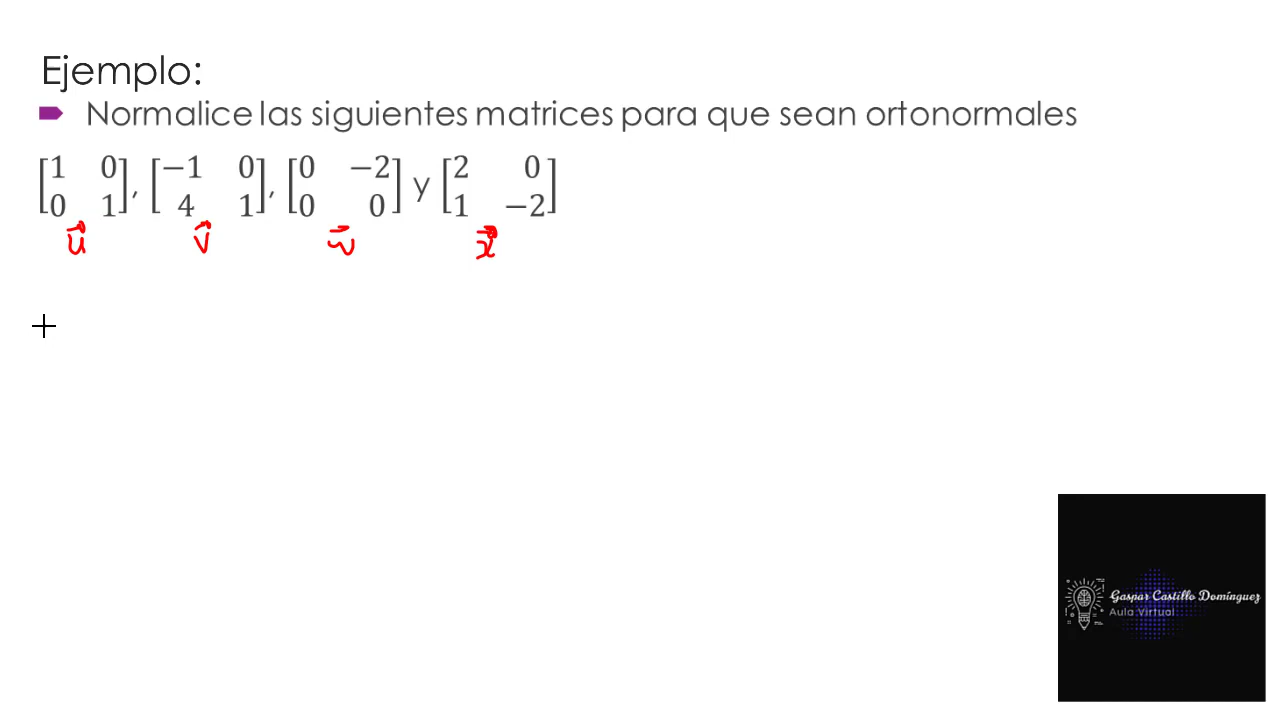 Ejemplo:
Normalice las siguientes matrices para que sean ortonormales
[1 0], [−1 0], [0 −2] y [2 0]
[0 1] [4 1] [0 0] [1 −2]
u⃗ v⃗ w⃗ x⃗
Gaspar Castillo Domínguez
Aula Virtual